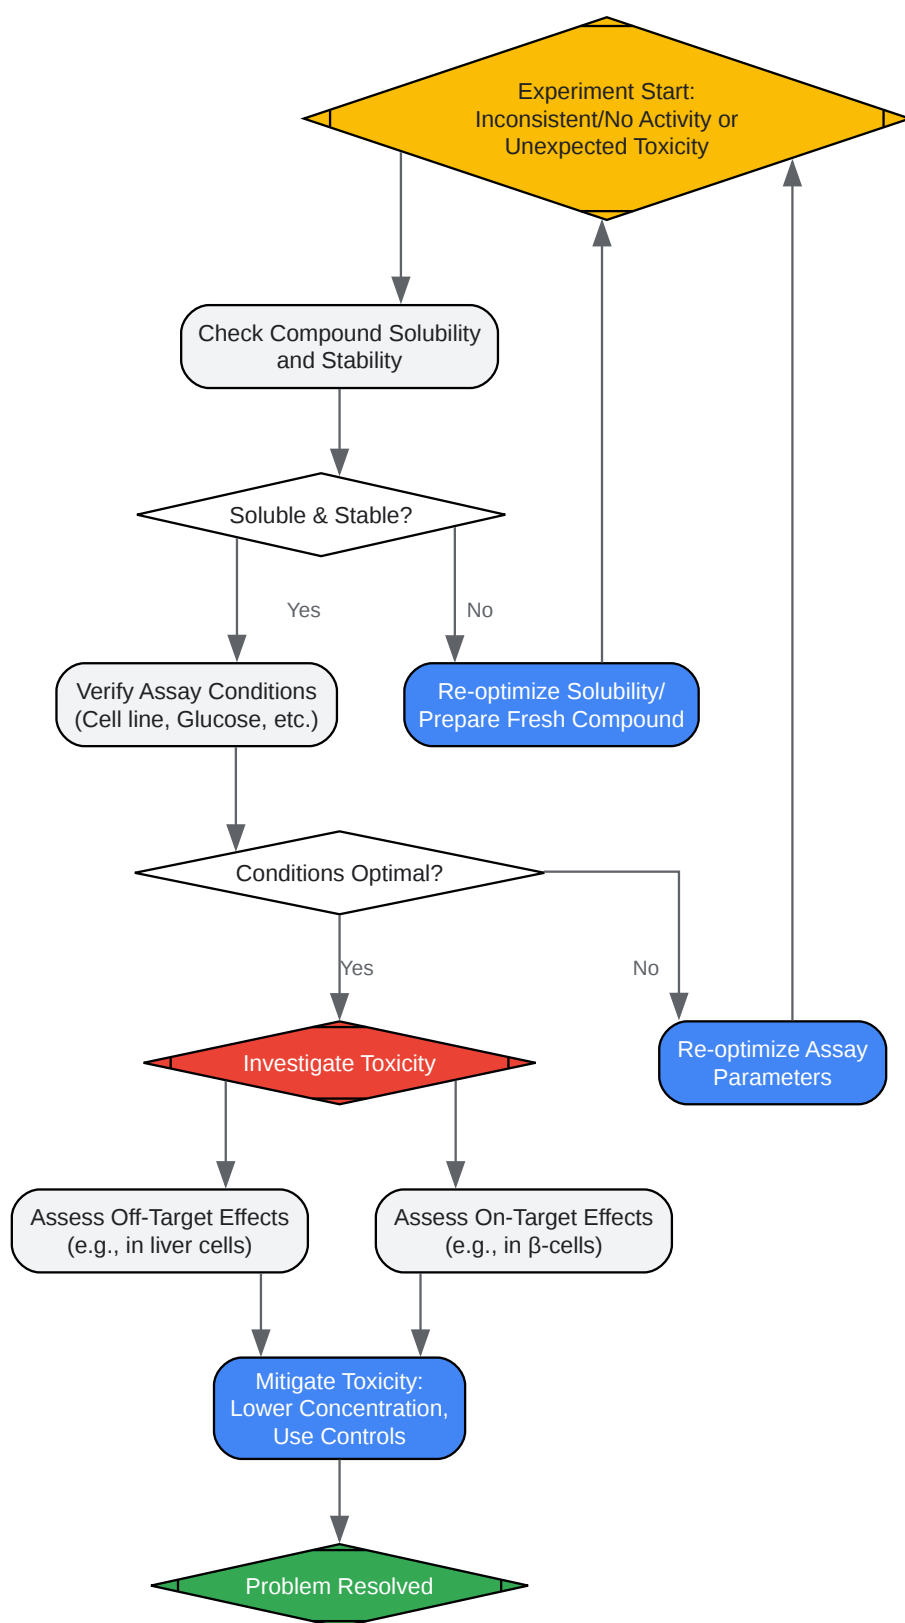 Experiment Start:
Inconsistent/No Activity or
Unexpected Toxicity
Check Compound Solubility
and Stability
Soluble & Stable?
Yes
No
Verify Assay Conditions
(Cell line, Glucose, etc.)
Re-optimize Solubility/
Prepare Fresh Compound
Conditions Optimal?
Yes
No
Investigate Toxicity
Re-optimize Assay
Parameters
Assess Off-Target Effects
(e.g., in liver cells)
Assess On-Target Effects
(e.g., in β-cells)
Mitigate Toxicity:
Lower Concentration,
Use Controls
Problem Resolved